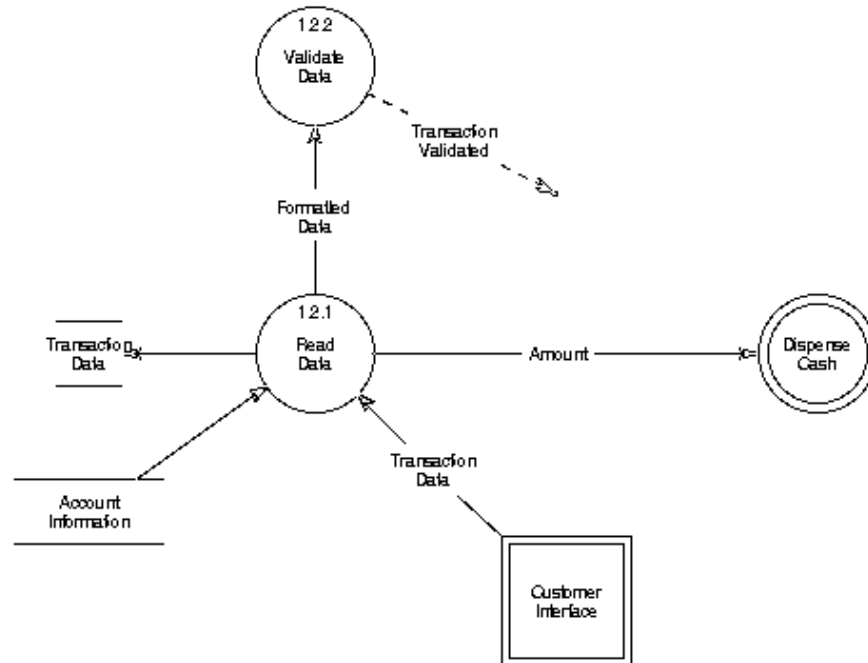 1.2.2
Validate
Data
Transaction
Validated
Formatted
Data
1.2.1
Read
Data
Transaction
Data
Amount
Dispense
Cash
Transaction
Data
Account
Information
Customer
Interface